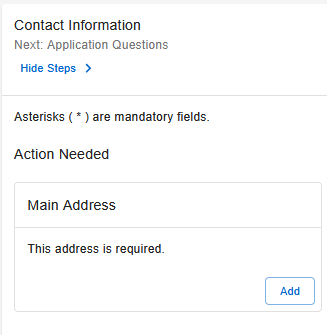 Contact Information
Next: Application Questions
Hide Steps
Asterisks ( * ) are mandatory fields.
Action Needed
Main Address
This address is required.
Add